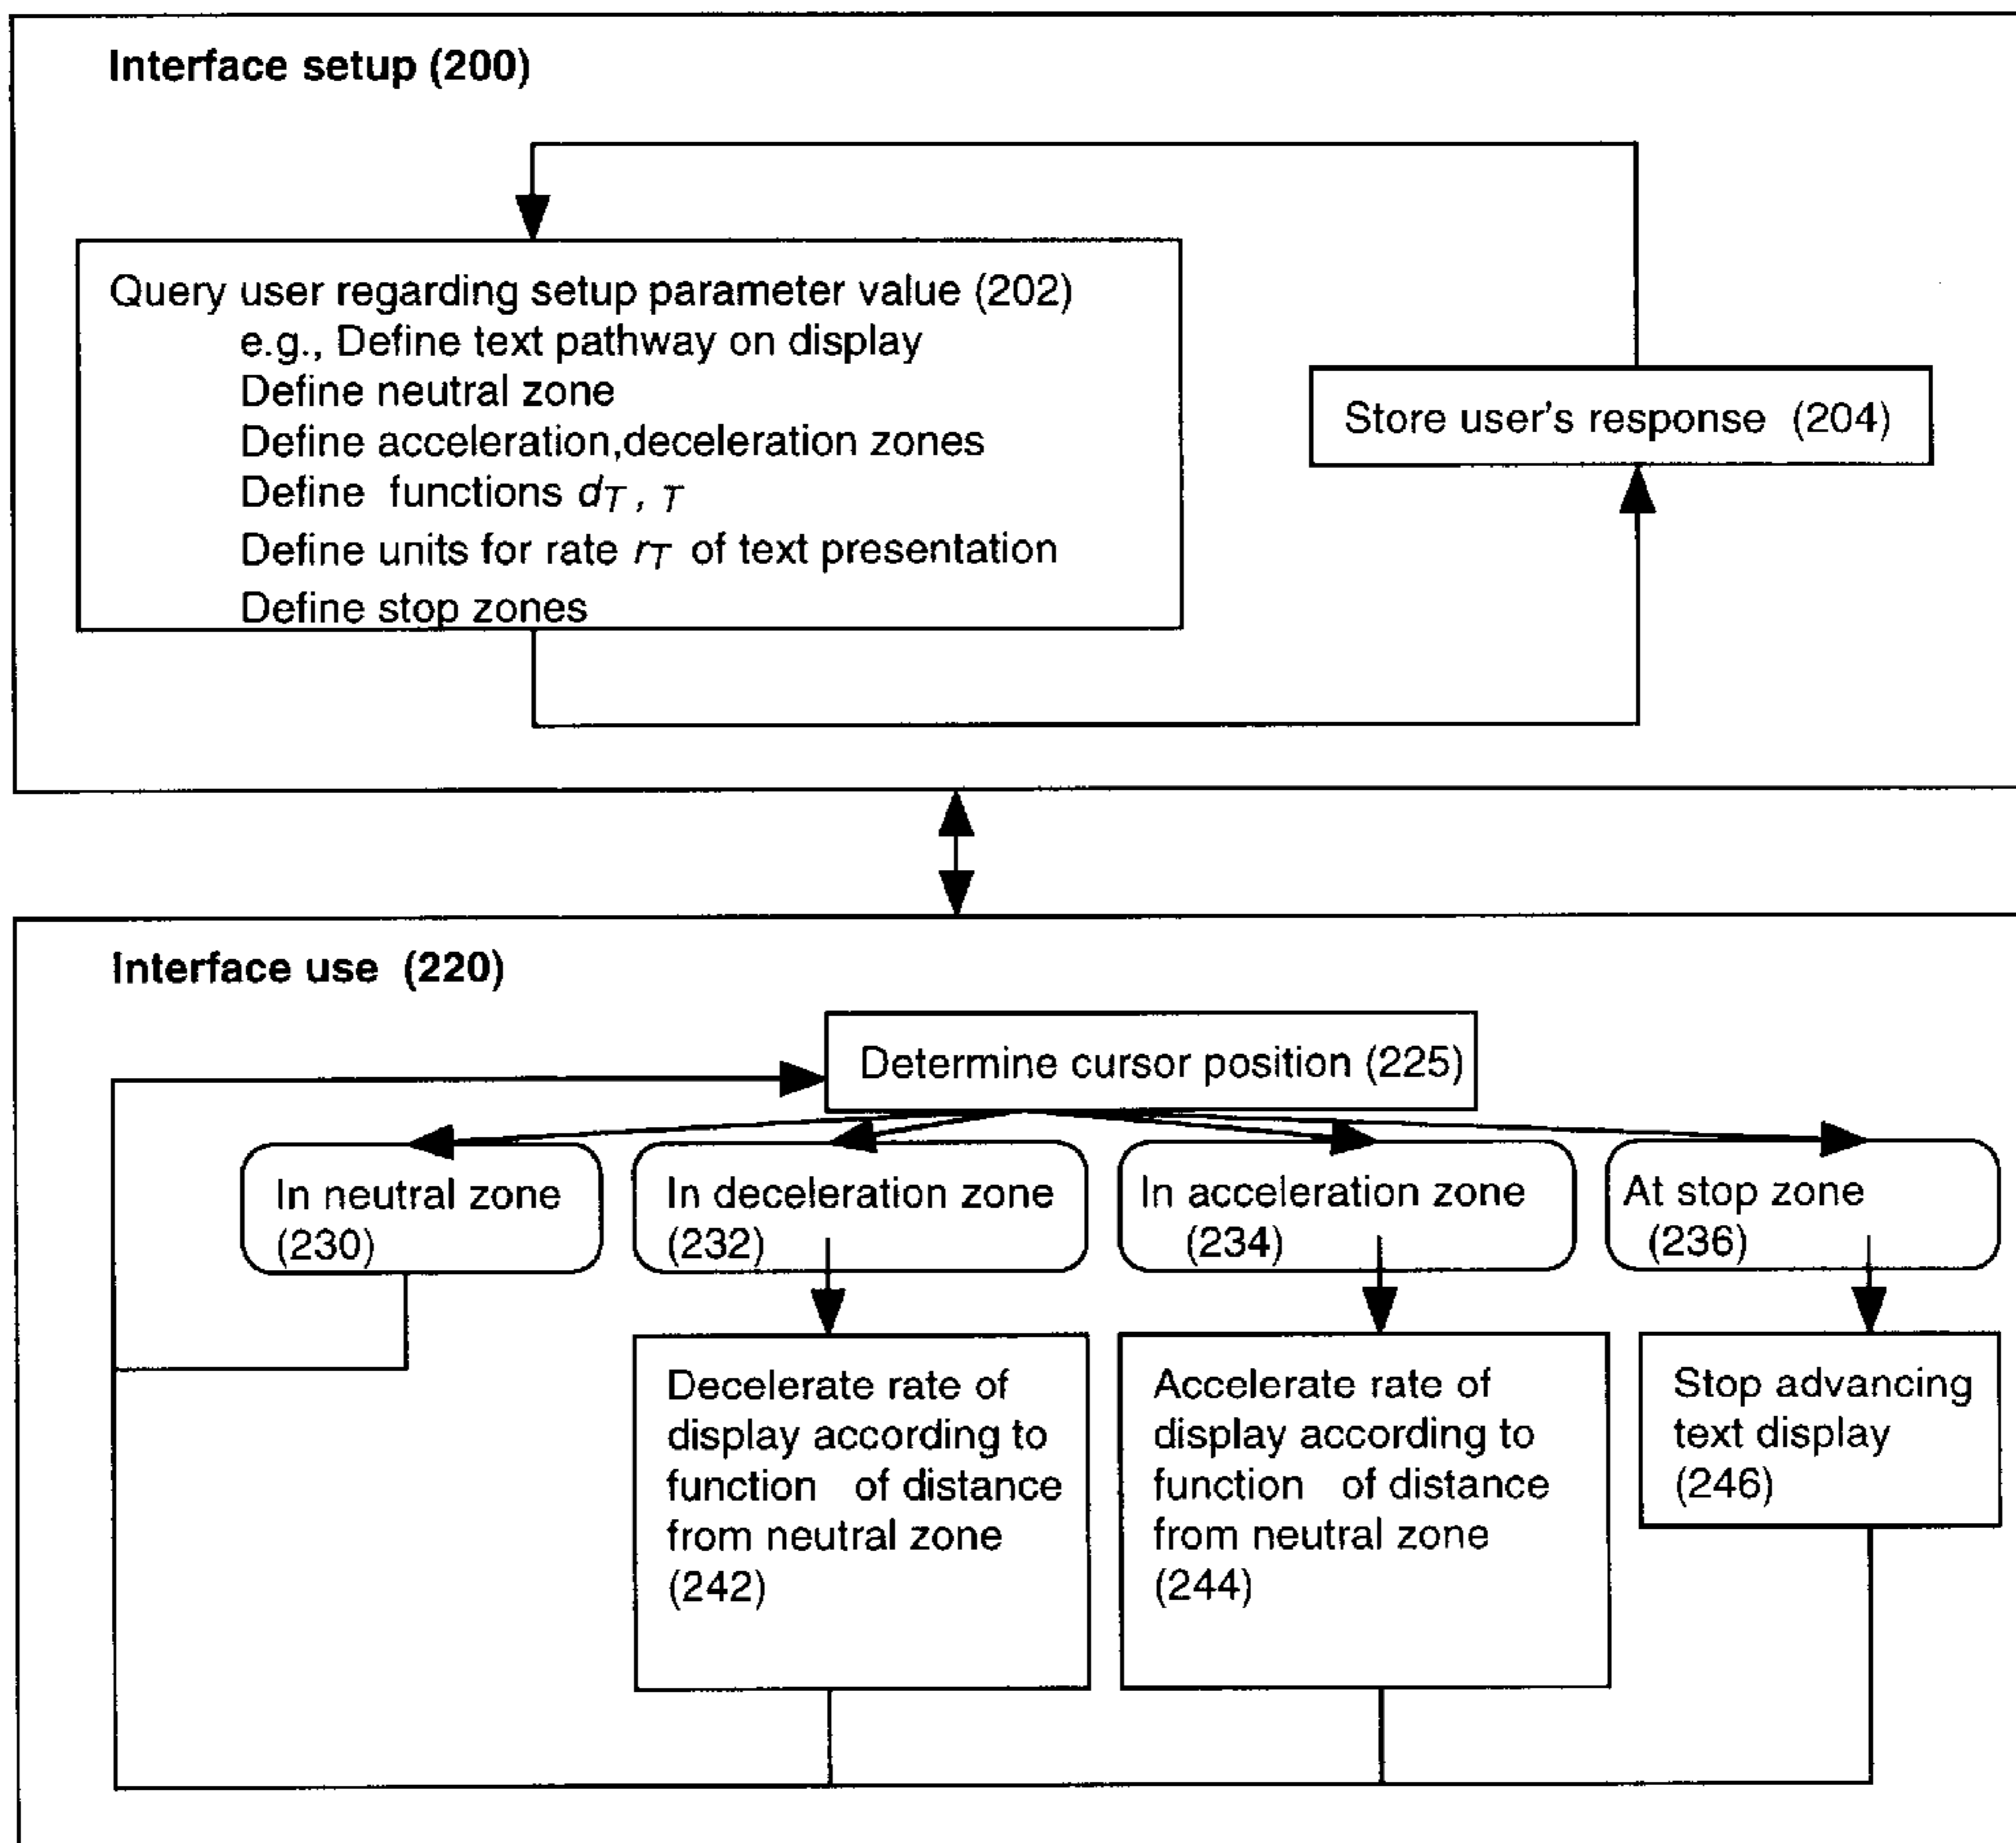 Interface setup (200)
Query user regarding setup parameter value (202)
e.g., Define text pathway on display
Define neutral zone
Define acceleration,deceleration zones
Define functions dT , T
Define units for rate rT of text presentation
Define stop zones
Store user's response (204)
Interface use (220)
Determine cursor position (225)
In neutral zone
(230)
In deceleration zone
(232)
In acceleration zone
(234)
At stop zone
(236)
Decelerate rate of
display according to
function of distance
from neutral zone
(242)
Accelerate rate of
display according to
function of distance
from neutral zone
(244)
Stop advancing
text display
(246)